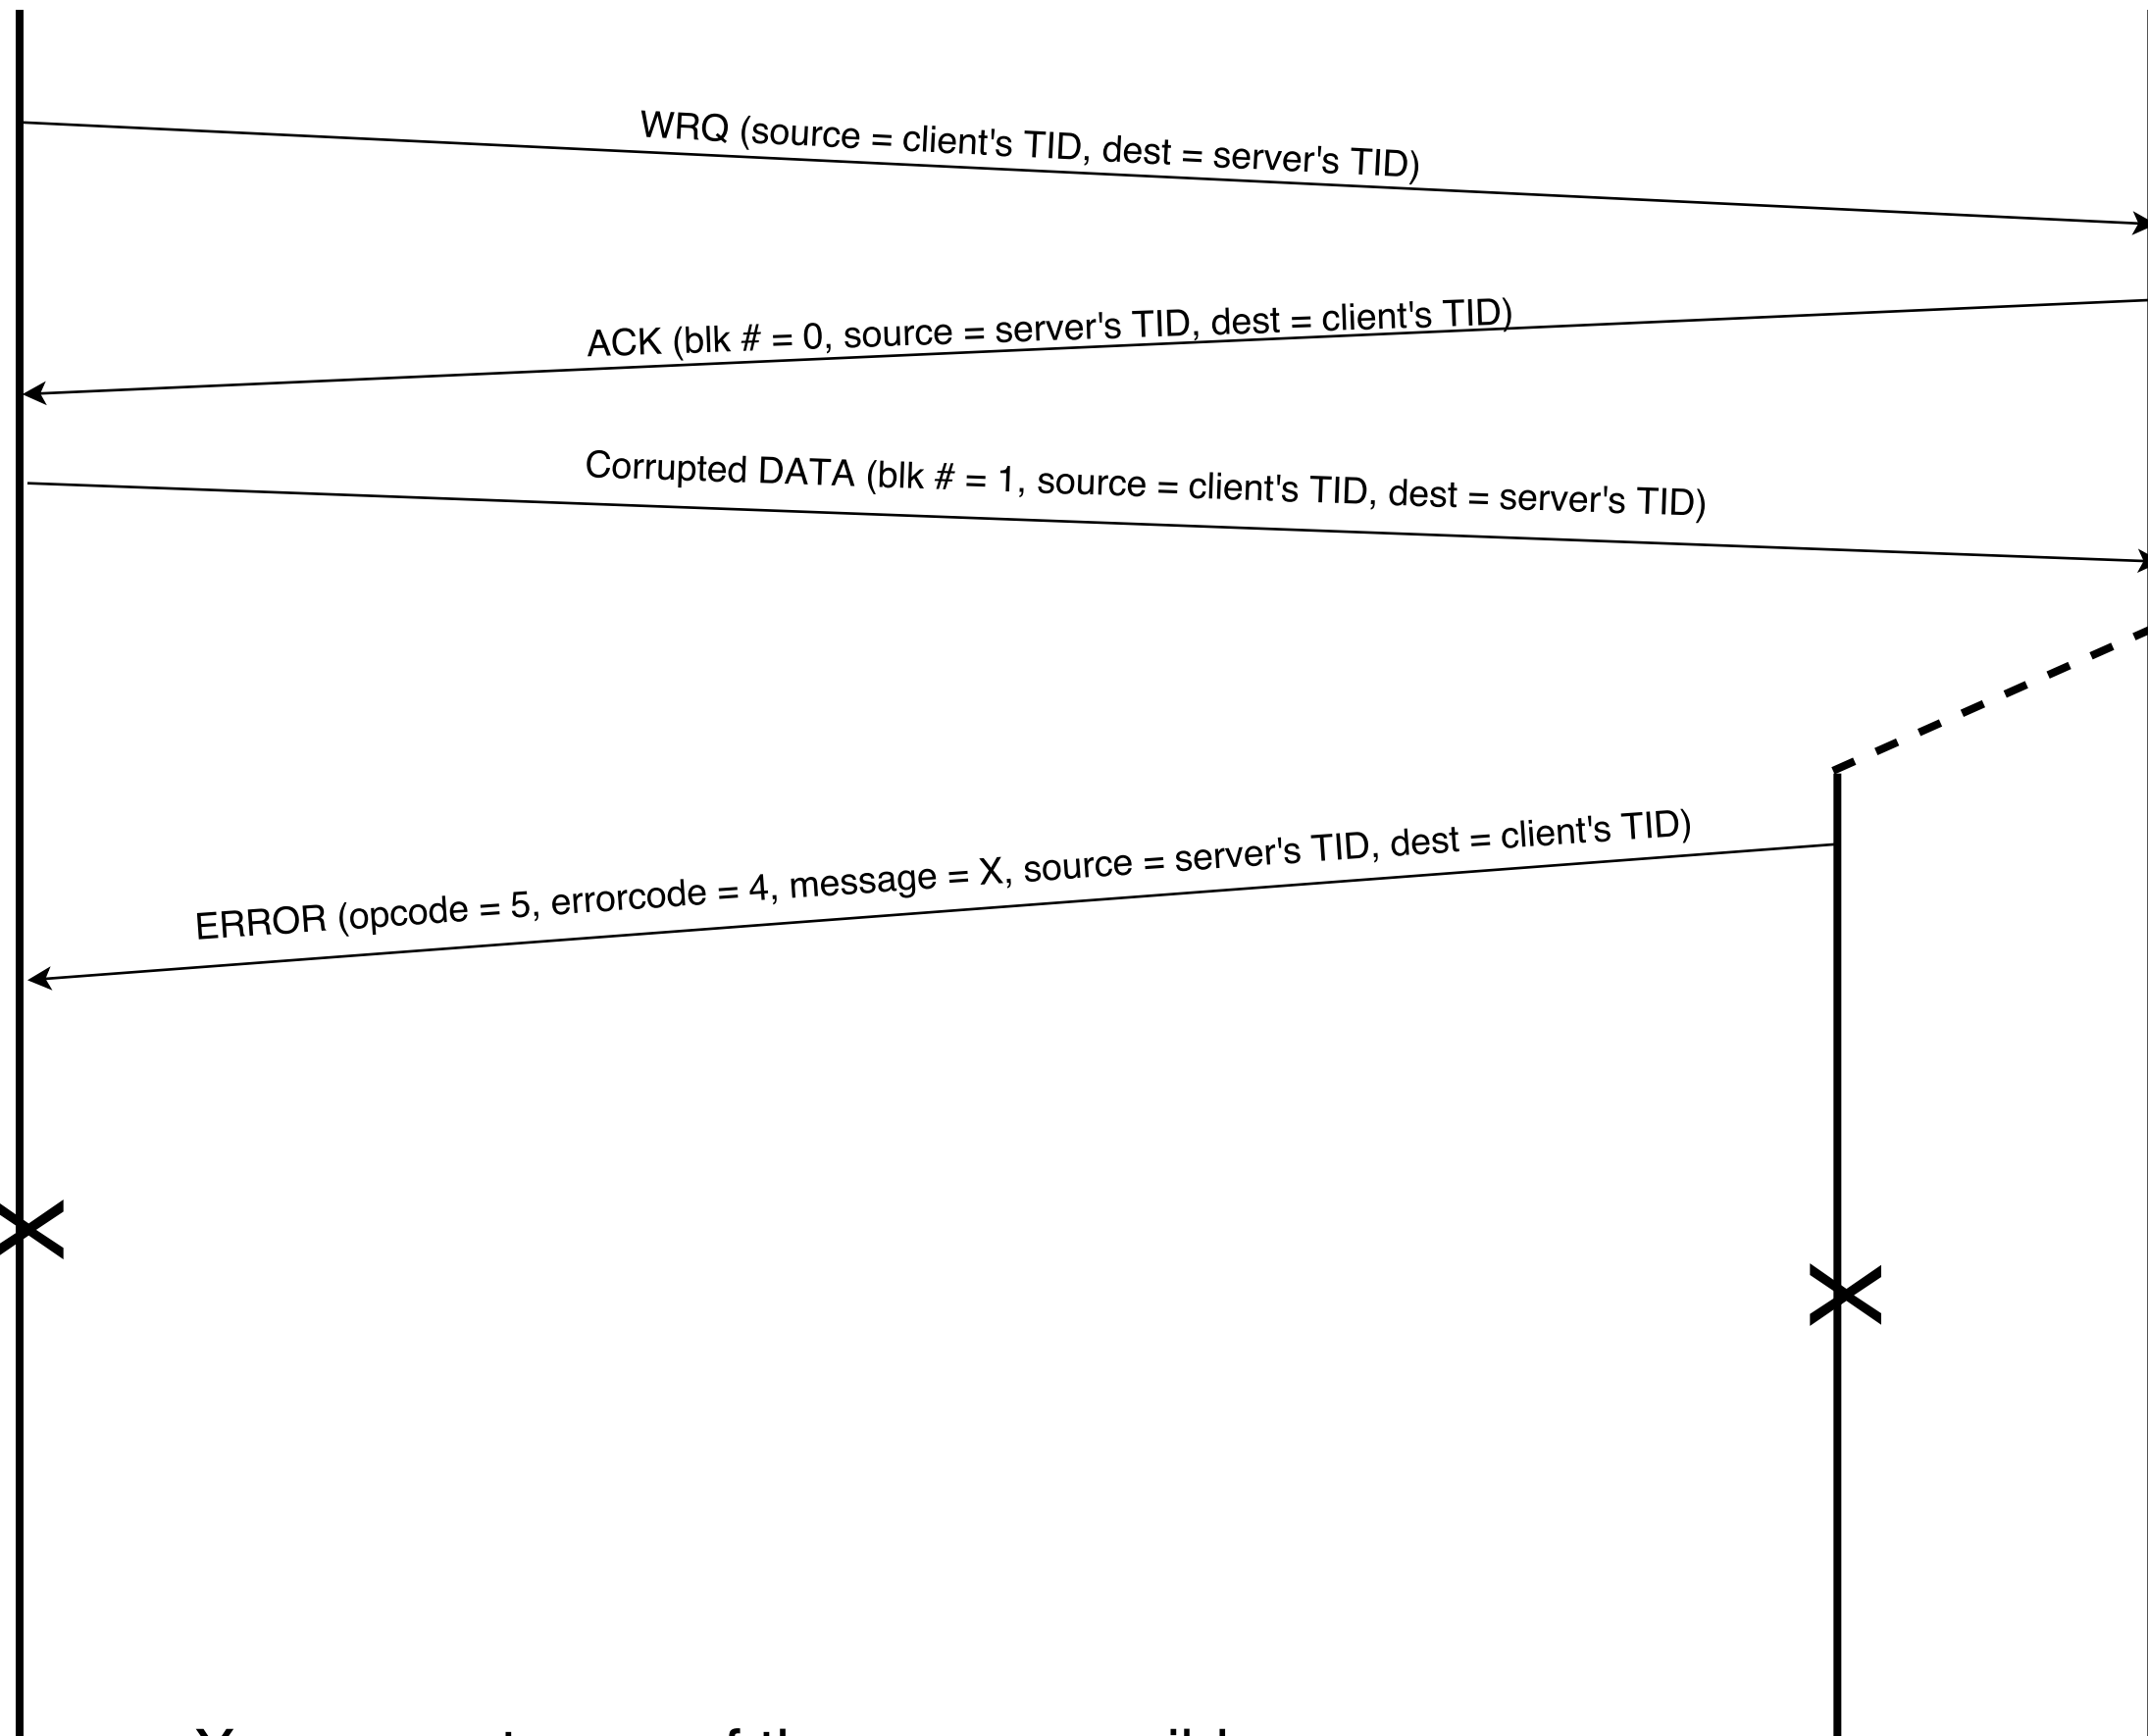 WRQ (source = client's TID, dest = server's TID)
ACK (blk # = 0, source = server's TID, dest = client's TID)
Corrupted DATA (blk # = 1, source = client's TID, dest = server's TID)
ERROR (opcode = 5, errorcode = 4, message = X, source = server's TID, dest = client's TID)
X